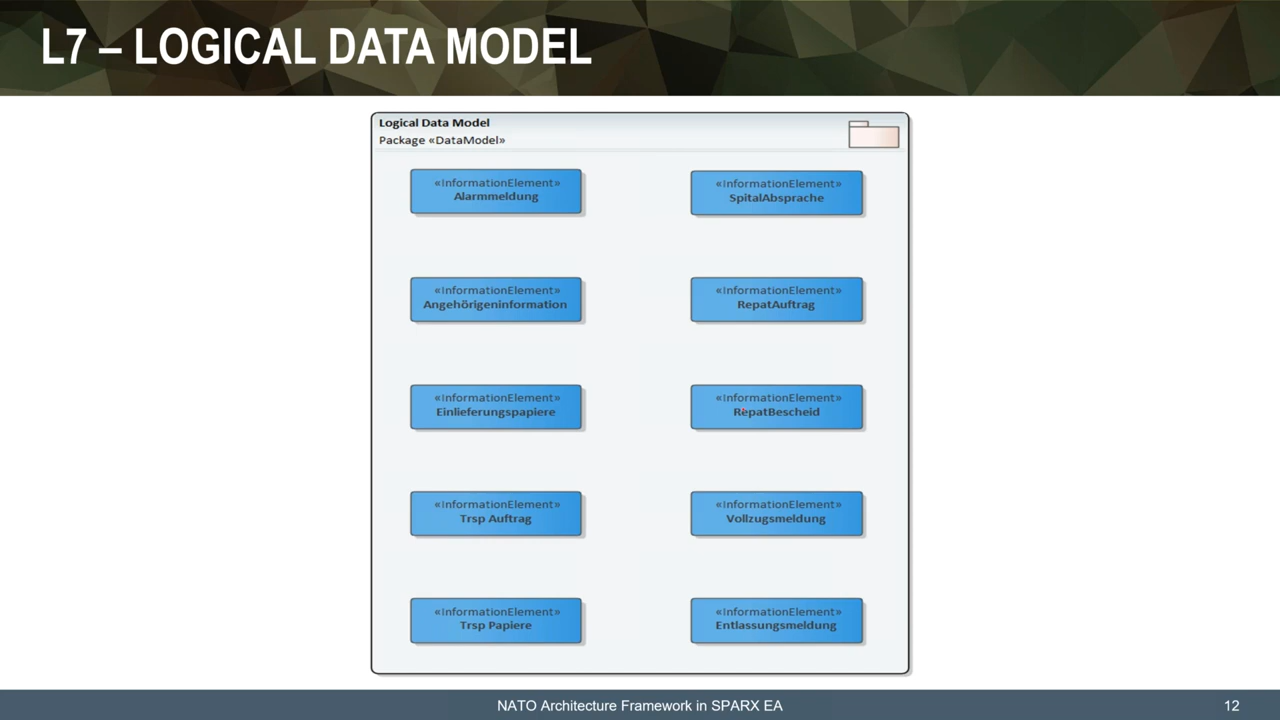 L7 – LOGICAL DATA MODEL
Logical Data Model
Package «DataModel»
«InformationElement»
Alarmmeldung
«InformationElement»
SpitalAbsprache
«InformationElement»
Angehörigeninformation
«InformationElement»
RepatAuftrag
«InformationElement»
Einlieferungspapiere
«InformationElement»
RepatBescheid
«InformationElement»
Trsp Auftrag
«InformationElement»
Vollzugsmeldung
«InformationElement»
Trsp Papiere
«InformationElement»
Entlassungsmeldung
NATO Architecture Framework in SPARX EA
12